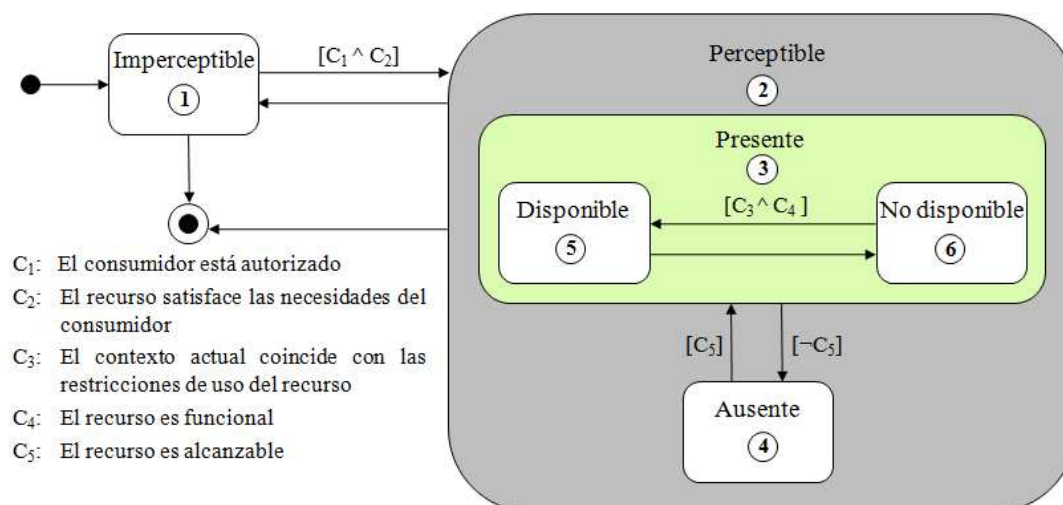 Imperceptible
1
[C₁ ^ C₂]
Perceptible
2
Presente
3
Disponible
5
[C₃ ^ C₄ ]
No disponible
6
[C₅]
[¬C₅]
Ausente
4
C₁: El consumidor está autorizado
C₂: El recurso satisface las necesidades del
consumidor
C₃: El contexto actual coincide con las
restricciones de uso del recurso
C₄: El recurso es funcional
C₅: El recurso es alcanzable